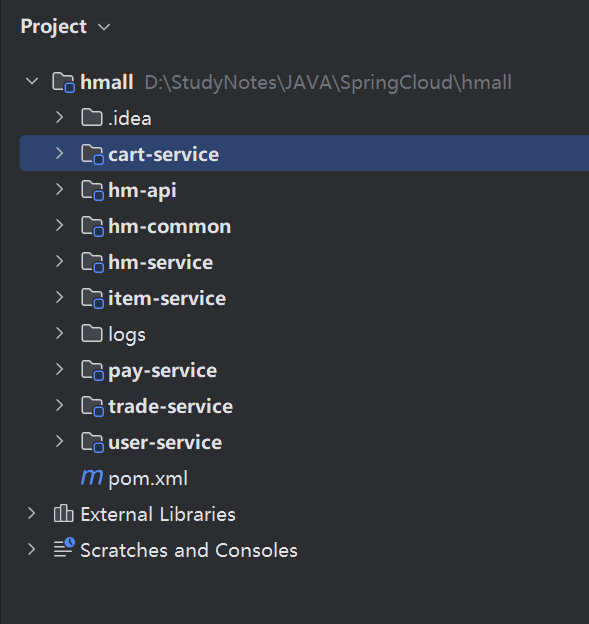 Project
hmall D:\StudyNotes\JAVA\SpringCloud\hmall
.idea
cart-service
hm-api
hm-common
hm-service
item-service
logs
pay-service
trade-service
user-service
m pom.xml
External Libraries
Scratches and Consoles